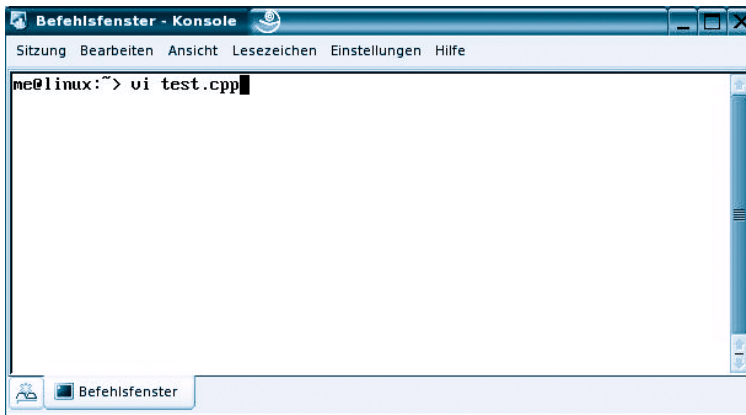 Befehlsfenster - Konsole
Sitzung Bearbeiten Ansicht Lesezeichen Einstellungen Hilfe
me@linux:~> vi test.cpp
Befehlsfenster